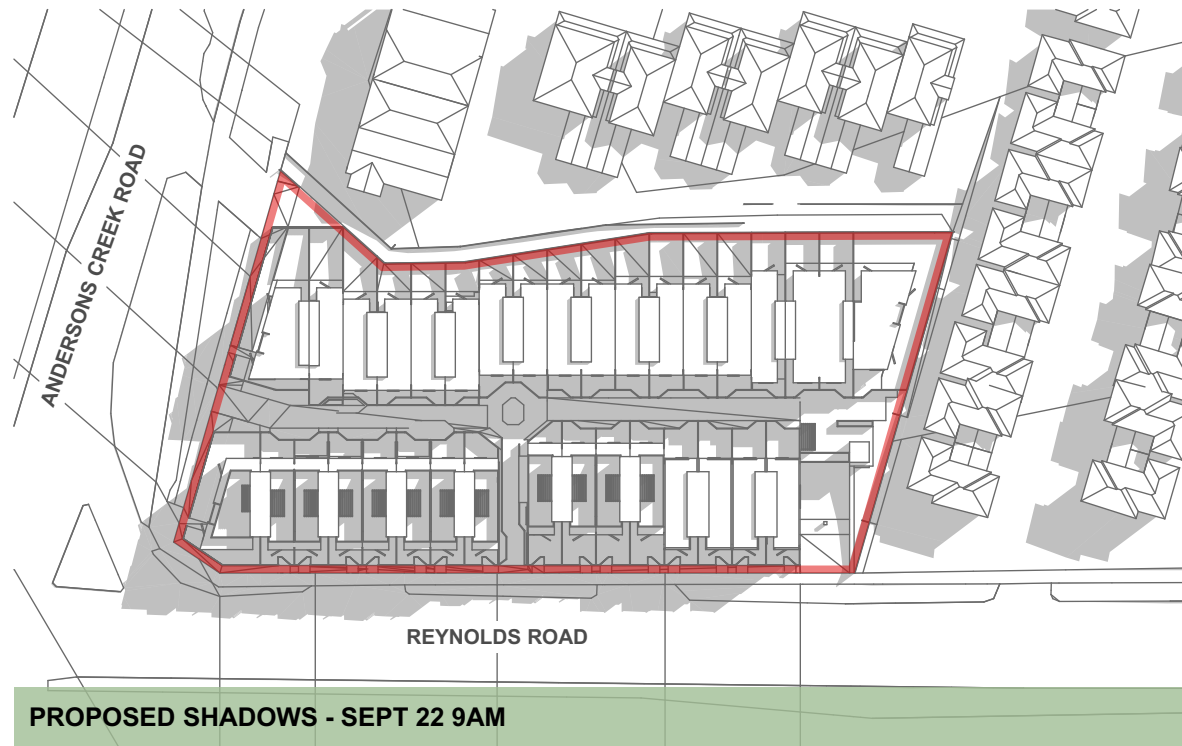 ANDERSONS CREEK ROAD
REYNOLDS ROAD
PROPOSED SHADOWS - SEPT 22 9AM